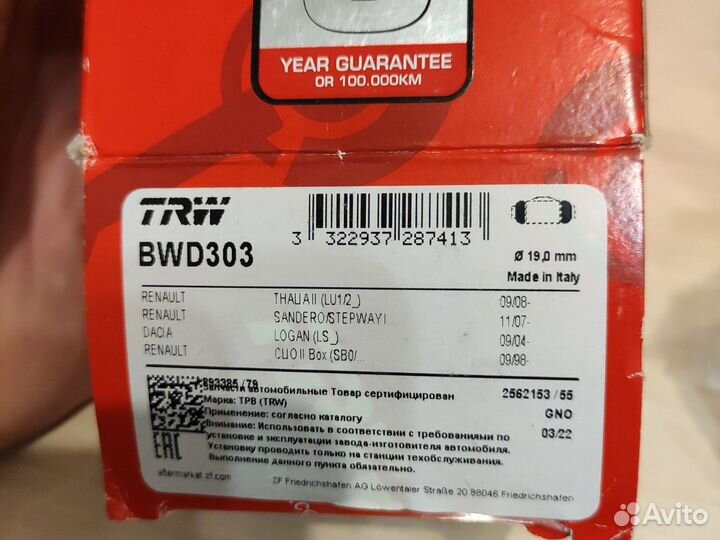 YEAR GUARANTEE
OR 100.000KM
TRW
BWD303
3 322937 287413
Ø 19,0 mm
Made in Italy
RENAULT THALIA II (LU1/2_) 09/08-
RENAULT SANDERO/STEPWAY I 11/07-
DACIA LOGAN (LS_) 09/04-
RENAULT CLIO II Box (SB0/... 09/98-
893385 / 79
Запчасти автомобильные Товар сертифицирован
Марка: ТРВ (TRW)
Применение: согласно каталогу
Внимание: Использовать в соответствии с требованиями по
установке и эксплуатации завода-изготовителя автомобиля.
Установку проводить только на станции техобслуживания.
Выполнение данного пункта обязательно.
2562153 / 55
GNO
03/22
EAC
aftermarket.zf.com
ZF Friedrichshafen AG Löwentaler Straße 20 88046 Friedrichshafen
Avito